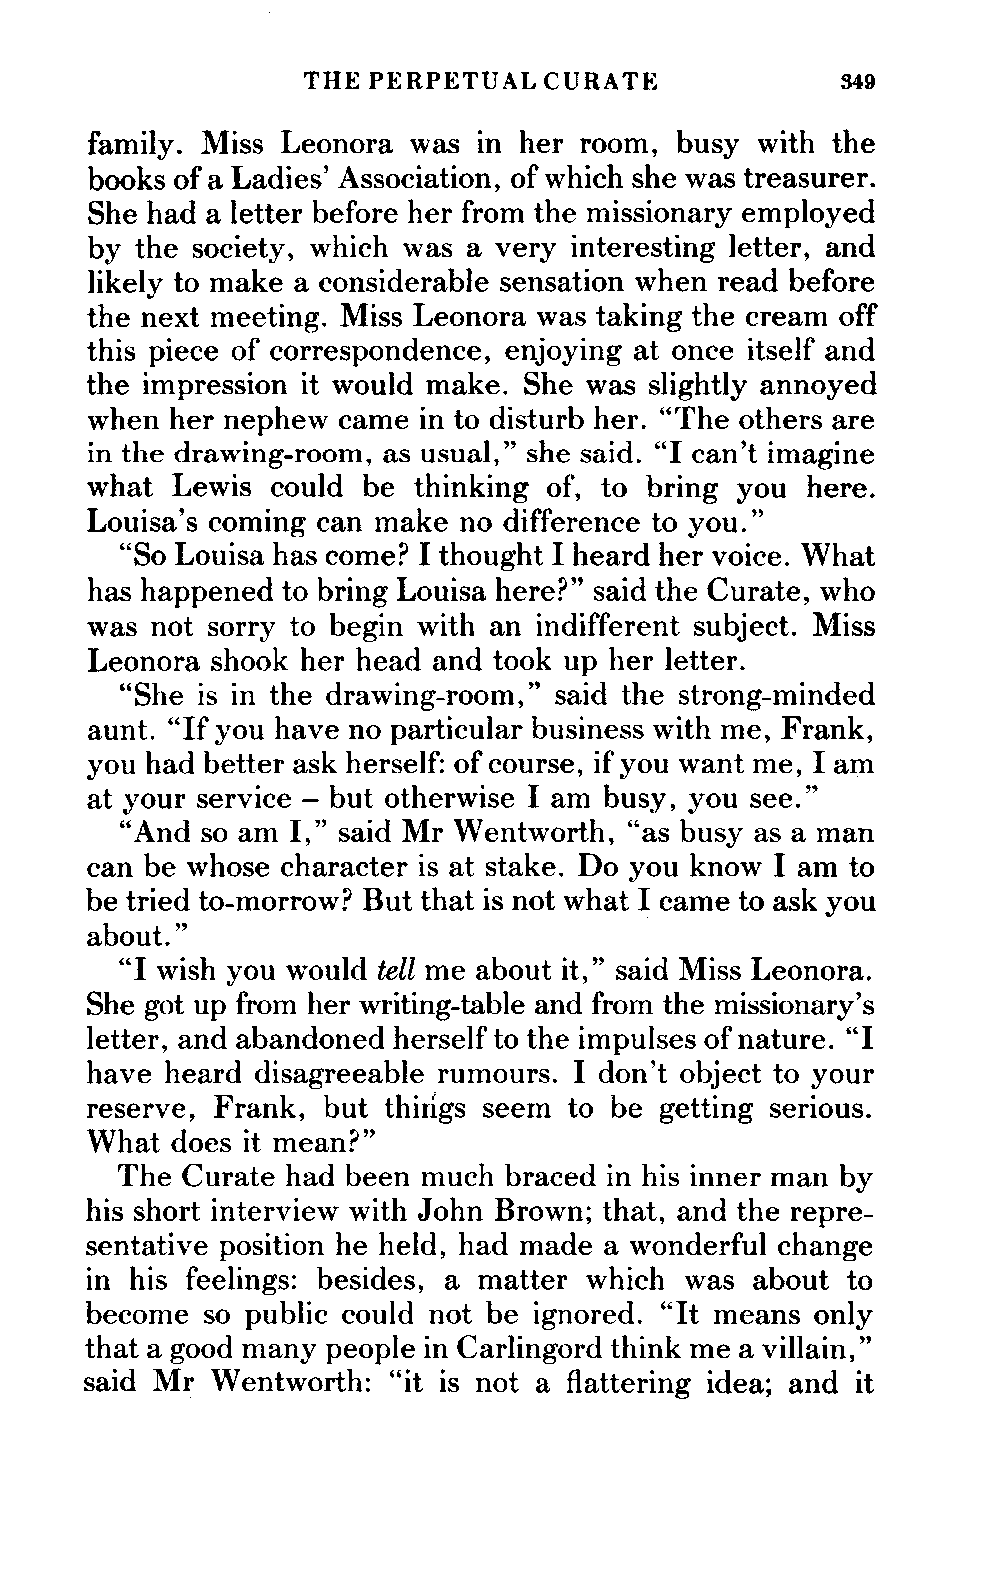 THE PERPETUAL CURATE 349
family. Miss Leonora was in her room, busy with the
books of a Ladies’ Association, of which she was treasurer.
She had a letter before her from the missionary employed
by the society, which was a very interesting letter, and
likely to make a considerable sensation when read before
the next meeting. Miss Leonora was taking the cream off
this piece of correspondence, enjoying at once itself and
the impression it would make. She was slightly annoyed
when her nephew came in to disturb her. “The others are
in the drawing-room, as usual,” she said. “I can’t imagine
what Lewis could be thinking of, to bring you here.
Louisa’s coming can make no difference to you.”
“So Louisa has come? I thought I heard her voice. What
has happened to bring Louisa here?” said the Curate, who
was not sorry to begin with an indifferent subject. Miss
Leonora shook her head and took up her letter.
“She is in the drawing-room,” said the strong-minded
aunt. “If you have no particular business with me, Frank,
you had better ask herself: of course, if you want me, I am
at your service – but otherwise I am busy, you see.”
“And so am I,” said Mr Wentworth, “as busy as a man
can be whose character is at stake. Do you know I am to
be tried to-morrow? But that is not what I came to ask you
about.”
“I wish you would tell me about it,” said Miss Leonora.
She got up from her writing-table and from the missionary’s
letter, and abandoned herself to the impulses of nature. “I
have heard disagreeable rumours. I don’t object to your
reserve, Frank, but things seem to be getting serious.
What does it mean?”
The Curate had been much braced in his inner man by
his short interview with John Brown; that, and the repre-
sentative position he held, had made a wonderful change
in his feelings: besides, a matter which was about to
become so public could not be ignored. “It means only
that a good many people in Carlingord think me a villain,”
said Mr Wentworth: “it is not a flattering idea; and it